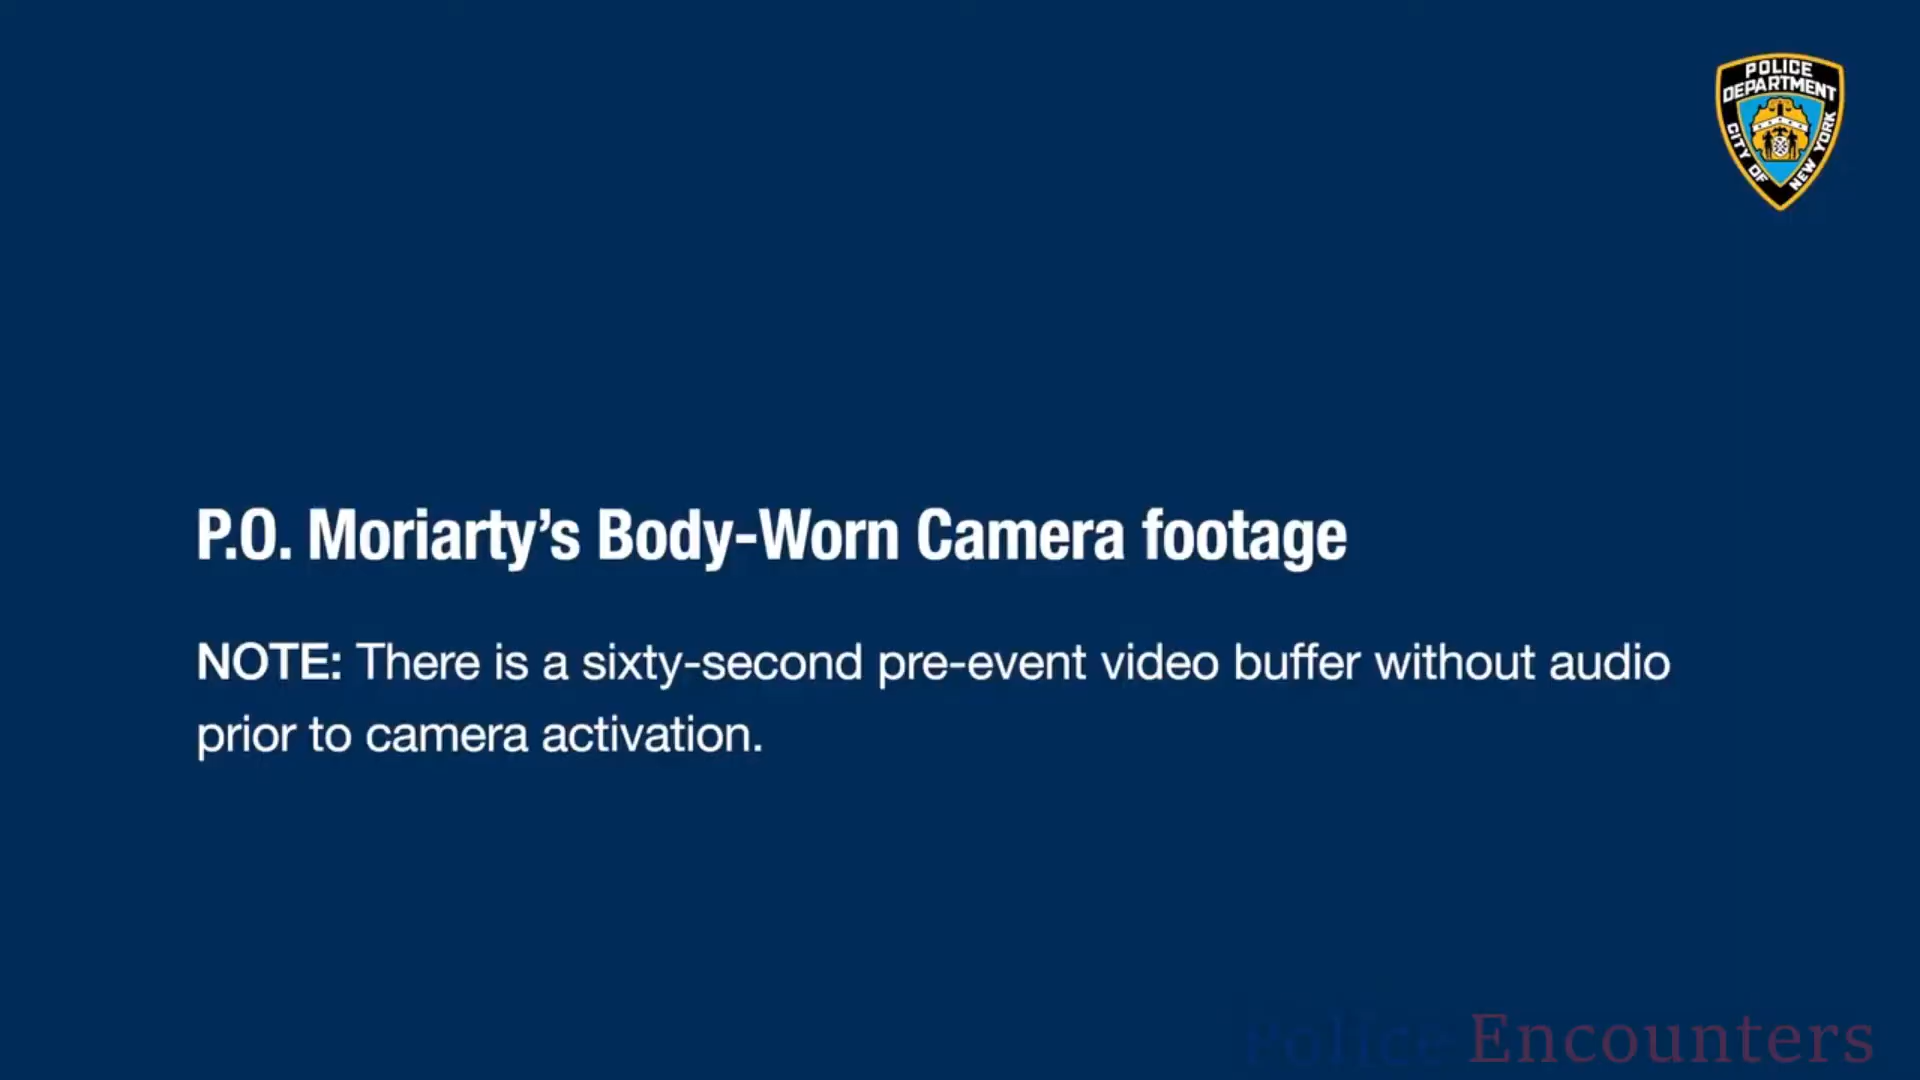 POLICE
DEPARTMENT
CITY OF
NEW YORK
P.O. Moriarty’s Body-Worn Camera footage
NOTE: There is a sixty-second pre-event video buffer without audio
prior to camera activation.
Police Encounters